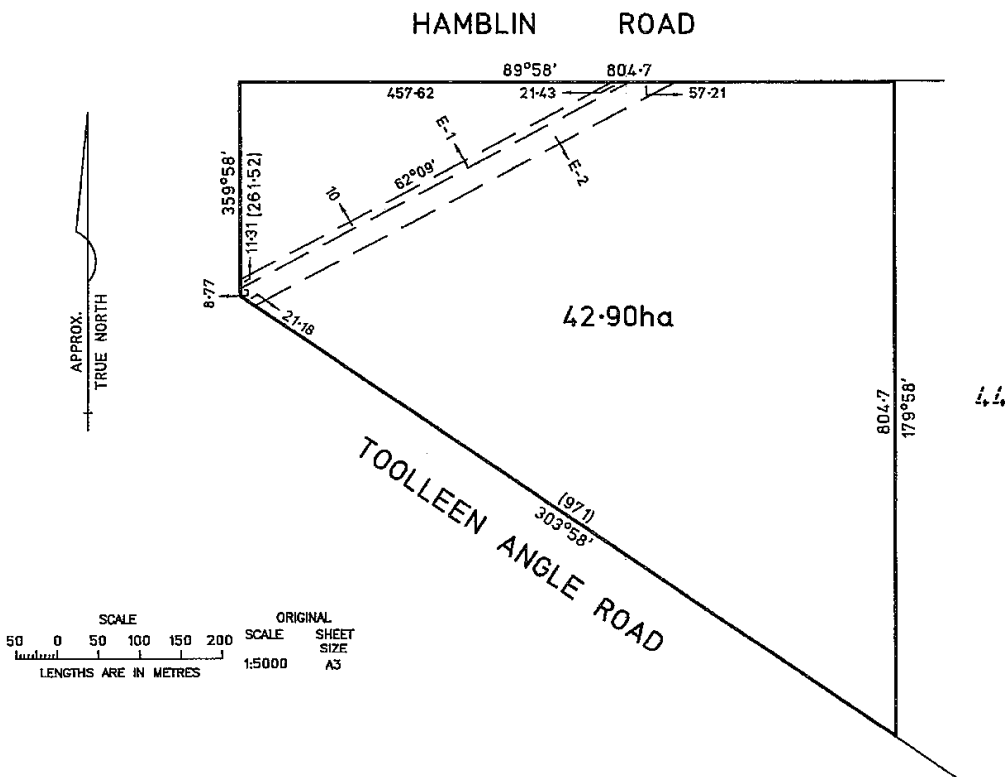 HAMBLIN ROAD
89°58' 804·7
457·62 21·43 57·21
E-1
E-2
62°09'
10
359°58'
11·31 (261·52)
8·77
21·18
42·90ha
APPROX.
TRUE NORTH
804·7
179°58'
44
(971)
303°58'
TOOLLEEN ANGLE ROAD
SCALE
50 0 50 100 150 200
LENGTHS ARE IN METRES
ORIGINAL
SCALE SHEET
SIZE
1:5000 A3